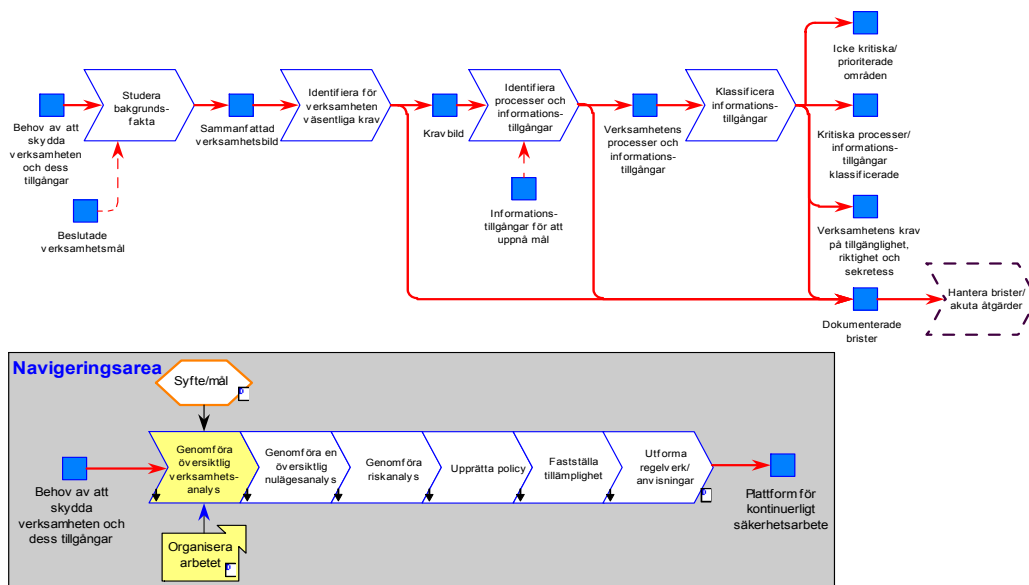 Studera
bakgrunds-
fakta
Identifiera för
verksamheten
väsentliga krav
Identifiera
processer och
informations-
tillgångar
Klassificera
informations-
tillgångar
Icke kritiska/
prioriterade
områden
Behov av att
skydda
verksamheten
och dess
tillgångar
Sammanfattad
verksamhetsbild
Kravbild
Verksamhetens
processer och
informations-
tillgångar
Kritiska processer/
informations-
tillgångar
klassificerade
Beslutade
verksamhetsmål
Informations-
tillgångar för att
uppnå mål
Verksamhetens krav
på tillgänglighet,
riktighet och
sekretess
Dokumenterade
brister
Hantera brister/
akuta åtgärder
Navigeringsarea
Syfte/mål
Genomföra
översiktlig
verksamhets-
analys
Genomföra en
översiktlig
nulägesanalys
Genomföra
riskanalys
Upprätta policy
Fastställa
tillämplighet
Utforma
regelverk/
anvisningar
Behov av att
skydda
verksamheten och
dess tillgångar
Plattform för
kontinuerligt
säkerhetsarbete
Organisera
arbetet